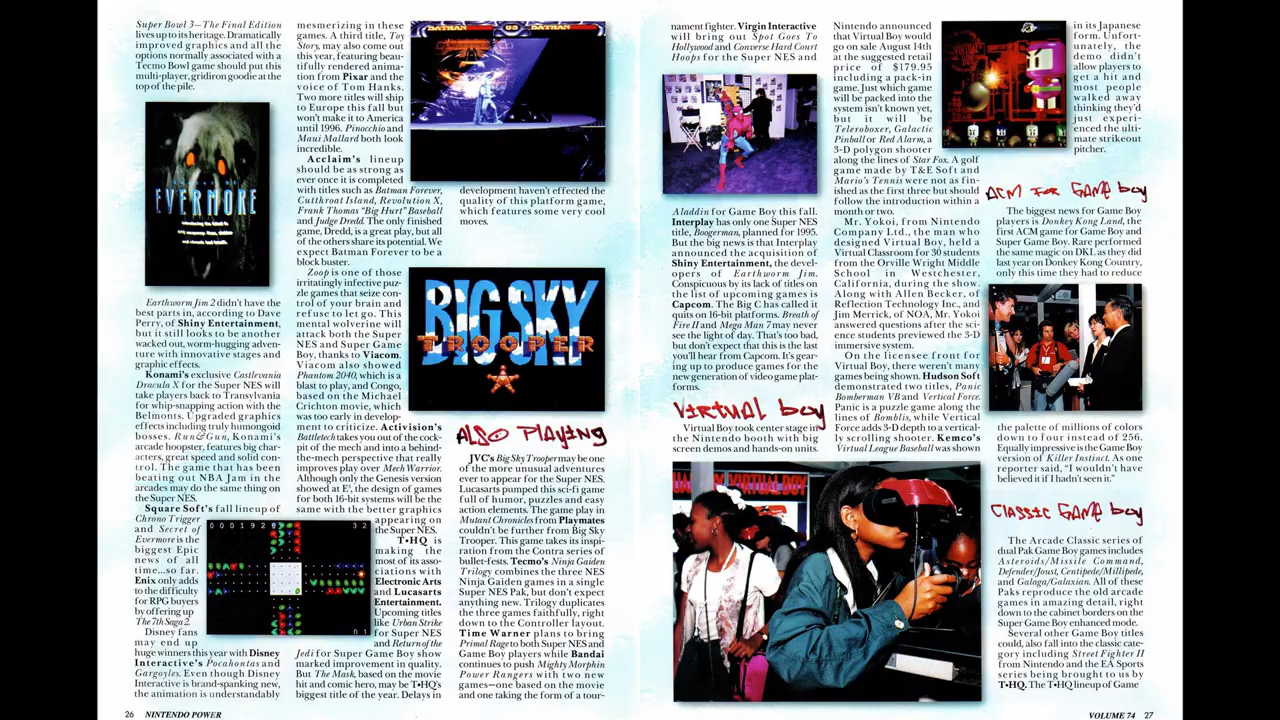 Super Bowl 3—The Final Edition
lives up to its heritage. Dramatically
improved graphics and all the
options normally associated with a
Tecmo Bowl game should put this
multi-player, gridiron goodie at the
top of the pile.
EVERMORE
Earthworm Jim 2 didn't have the
best parts in, according to Dave
Perry, of Shiny Entertainment,
but it still looks to be another
wacked out, worm-hugging adven-
ture with innovative stages and
graphic effects.
Konami's exclusive Castlevania
Dracula X for the Super NES will
take players back to Transylvania
for whip-snapping action with the
Belmonts. Upgraded graphics
effects including truly humongoid
bosses. Run & Gun, Konami's
arcade hoopster, features big char-
acters, great speed and solid con-
trol. The game that has been
beating out NBA Jam in the
arcades may do the same thing on
the Super NES.
Square Soft's fall lineup of
Chrono Trigger
and Secret of
Evermore is the
biggest Epic
news of all
time...so far.
Enix only adds
to the difficulty
for RPG buyers
by offering up
The 7th Saga 2.
Disney fans
may end up
huge winners this year with Disney
Interactive's Pocahontas and
Gargoyles. Even though Disney
Interactive is brand-spanking new,
the animation is understandably
mesmerizing in these
games. A third title, Toy
Story, may also come out
this year, featuring beau-
tifully rendered anima-
tion from Pixar and the
voice of Tom Hanks.
Two more titles will ship
to Europe this fall but
won't make it to America
until 1996. Pinocchio and
Maui Mallard both look
incredible.
Acclaim's lineup
should be as strong as
ever once it is completed
with titles such as Batman Forever,
Cutthroat Island, Revolution X,
Frank Thomas "Big Hurt" Baseball
and Judge Dredd. The only finished
game, Dredd, is a great play, but all
of the others share its potential. We
expect Batman Forever to be a
block buster.
Zoop is one of those
irritatingly infective puz-
zle games that seize con-
trol of your brain and
refuse to let go. This
mental wolverine will
attack both the Super
NES and Super Game
Boy, thanks to Viacom.
Viacom also showed
Phantom 2040, which is a
blast to play, and Congo,
based on the Michael
Crichton movie, which
was too early in develop-
ment to criticize. Activision's
Battletech takes you out of the cock-
pit of the mech and into a behind-
the-mech perspective that really
improves play over MechWarrior.
Although only the Genesis version
showed at E³, the design of games
for both 16-bit systems will be the
same with the better graphics
appearing on
the Super NES.
T•HQ is
making the
most of its asso-
ciations with
Electronic Arts
and Lucasarts
Entertainment.
Upcoming titles
like Urban Strike
for Super NES
and Return of the
Jedi for Super Game Boy show
marked improvement in quality.
But The Mask, based on the movie
hit and comic hero, may be T•HQ's
biggest title of the year. Delays in
0001928
32
01
BATMAN 05 BATMAN
development haven't effected the
quality of this platform game,
which features some very cool
moves.
BIG SKY
TROOPER
ALSO PLAYING
JVC's Big Sky Trooper may be one
of the more unusual adventures
ever to appear for the Super NES.
Lucasarts pumped this sci-fi game
full of humor, puzzles and easy
action elements. The game play in
Mutant Chronicles from Playmates
couldn't be further from Big Sky
Trooper. This game takes its inspi-
ration from the Contra series of
bullet-fests. Tecmo's Ninja Gaiden
Trilogy combines the three NES
Ninja Gaiden games in a single
Super NES Pak, but don't expect
anything new. Trilogy duplicates
the three games faithfully, right
down to the Controller layout.
Time Warner plans to bring
Primal Rage to both Super NES and
Game Boy players while Bandai
continues to push Mighty Morphin
Power Rangers with two new
games—one based on the movie
and one taking the form of a tour-
26 NINTENDO POWER
nament fighter. Virgin Interactive
will bring out Spot Goes To
Hollywood and Converse Hard Court
Hoops for the Super NES and
Aladdin for Game Boy this fall.
Interplay has only one Super NES
title, Boogerman, planned for 1995.
But the big news is that Interplay
announced the acquisition of
Shiny Entertainment, the devel-
opers of Earthworm Jim.
Conspicuous by its lack of titles on
the list of upcoming games is
Capcom. The Big C has called it
quits on 16-bit platforms. Breath of
Fire II and Mega Man 7 may never
see the light of day. That's too bad,
but don't expect that this is the last
you'll hear from Capcom. It's gear-
ing up to produce games for the
new generation of video game plat-
forms.
VIRTUAL BOY
Virtual Boy took center stage in
the Nintendo booth with big
screen demos and hands-on units.
Nintendo announced
that Virtual Boy would
go on sale August 14th
at the suggested retail
price of $179.95
including a pack-in
game. Just which game
will be packed into the
system isn't known yet,
but it will be
Teleroboxer, Galactic
Pinball or Red Alarm, a
3-D polygon shooter
along the lines of Star Fox. A golf
game made by T&E Soft and
Mario's Tennis were not as fin-
ished as the first three but should
follow the introduction within a
month or two.
Mr. Yokoi, from Nintendo
Company Ltd., the man who
designed Virtual Boy, held a
Virtual Classroom for 30 students
from the Orville Wright Middle
School in Westchester,
California, during the show.
Along with Allen Becker, of
Reflection Technology Inc., and
Jim Merrick, of NOA, Mr. Yokoi
answered questions after the sci-
ence students previewed the 3-D
immersive system.
On the licensee front for
Virtual Boy, there weren't many
games being shown. Hudson Soft
demonstrated two titles, Panic
Bomberman VB and Vertical Force.
Panic is a puzzle game along the
lines of Bomblis, while Vertical
Force adds 3-D depth to a vertical-
ly scrolling shooter. Kemco's
Virtual League Baseball was shown
in its Japanese
form. Unfort-
unately, the
demo didn't
allow players to
get a hit and
most people
walked away
thinking they'd
just experi-
enced the ulti-
mate strikeout
pitcher.
ACM FOR GAME BOY
The biggest news for Game Boy
players is Donkey Kong Land, the
first ACM game for Game Boy and
Super Game Boy. Rare performed
the same magic on DKL as they did
last year on Donkey Kong Country,
only this time they had to reduce
the palette of millions of colors
down to four instead of 256.
Equally impressive is the Game Boy
version of Killer Instinct. As one
reporter said, "I wouldn't have
believed it if I hadn't seen it."
CLASSIC GAME BOY
The Arcade Classic series of
dual Pak Game Boy games includes
Asteroids/Missile Command,
Defender/Joust, Centipede/Millipede,
and Galaga/Galaxian. All of these
Paks reproduce the old arcade
games in amazing detail, right
down to the cabinet borders on the
Super Game Boy enhanced mode.
Several other Game Boy titles
could, also fall into the classic cate-
gory including Street Fighter II
from Nintendo and the EA Sports
series being brought to us by
T•HQ. The T•HQ lineup of Game
VIRTUAL BOY
VOLUME 74 27